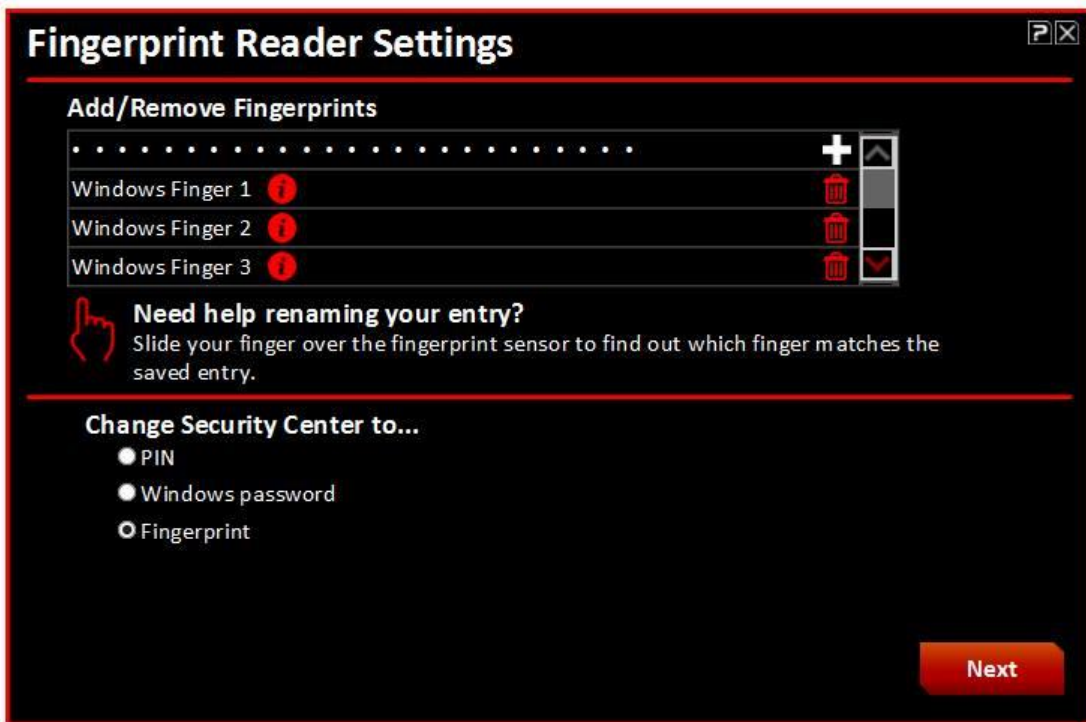 Fingerprint Reader Settings
Add/Remove Fingerprints
Windows Finger 1
Windows Finger 2
Windows Finger 3
Need help renaming your entry?
Slide your finger over the fingerprint sensor to find out which finger matches the
saved entry.
Change Security Center to...
PIN
Windows password
Fingerprint
Next